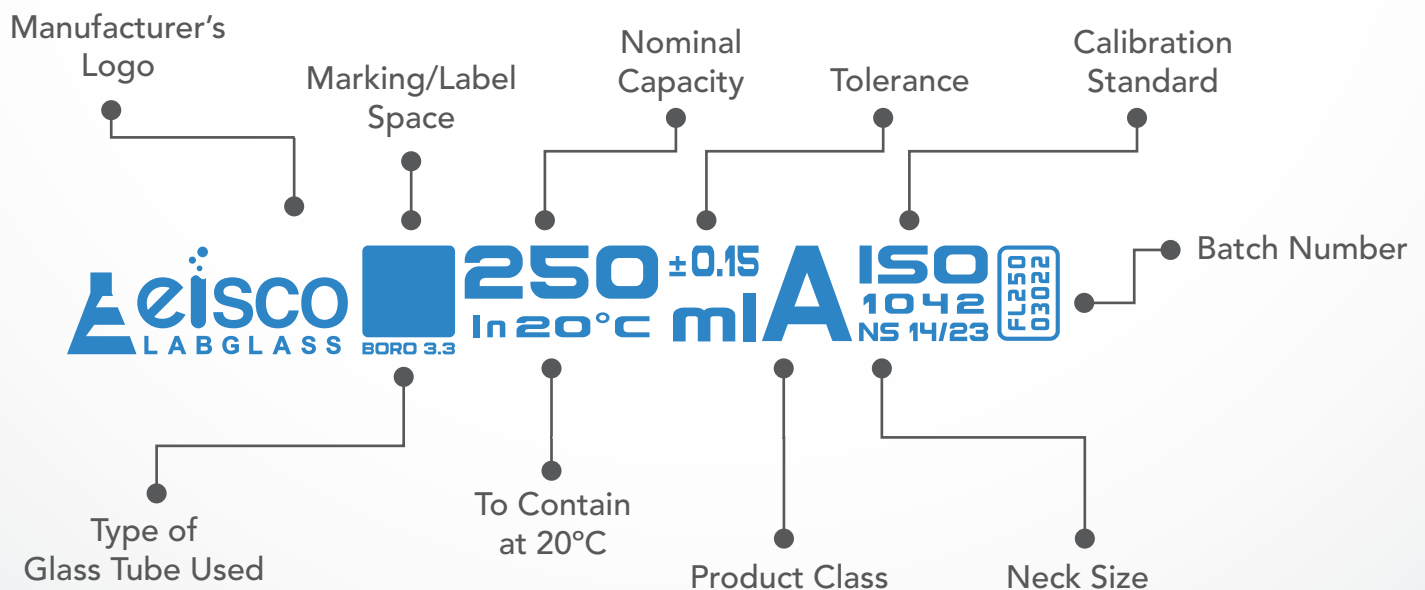 Manufacturer's
Logo
Marking/Label
Space
Nominal
Capacity
Tolerance
Calibration
Standard
eisco
LABGLASS
BORO 3.3
250
In 20°C
±0.15
ml
A
ISO
1042
NS 14/23
FL250
03022
Batch Number
Type of
Glass Tube Used
To Contain
at 20ºC
Product Class
Neck Size